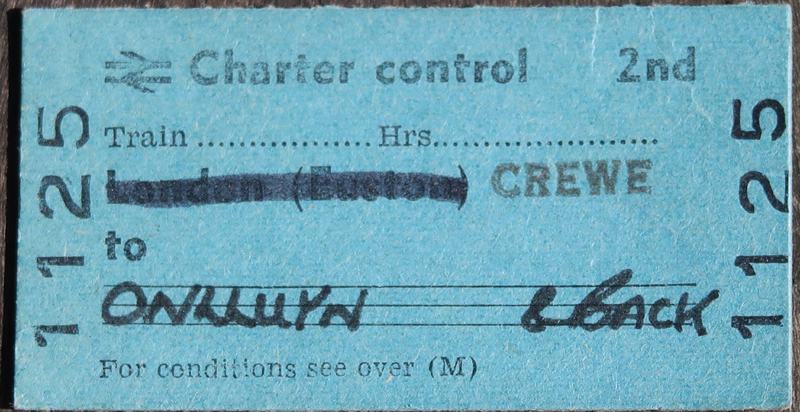 Charter control 2nd
Train ................. Hrs......................
London (Euston) CREWE
to
ONLLWYN & BACK
For conditions see over (M)
1125
1125